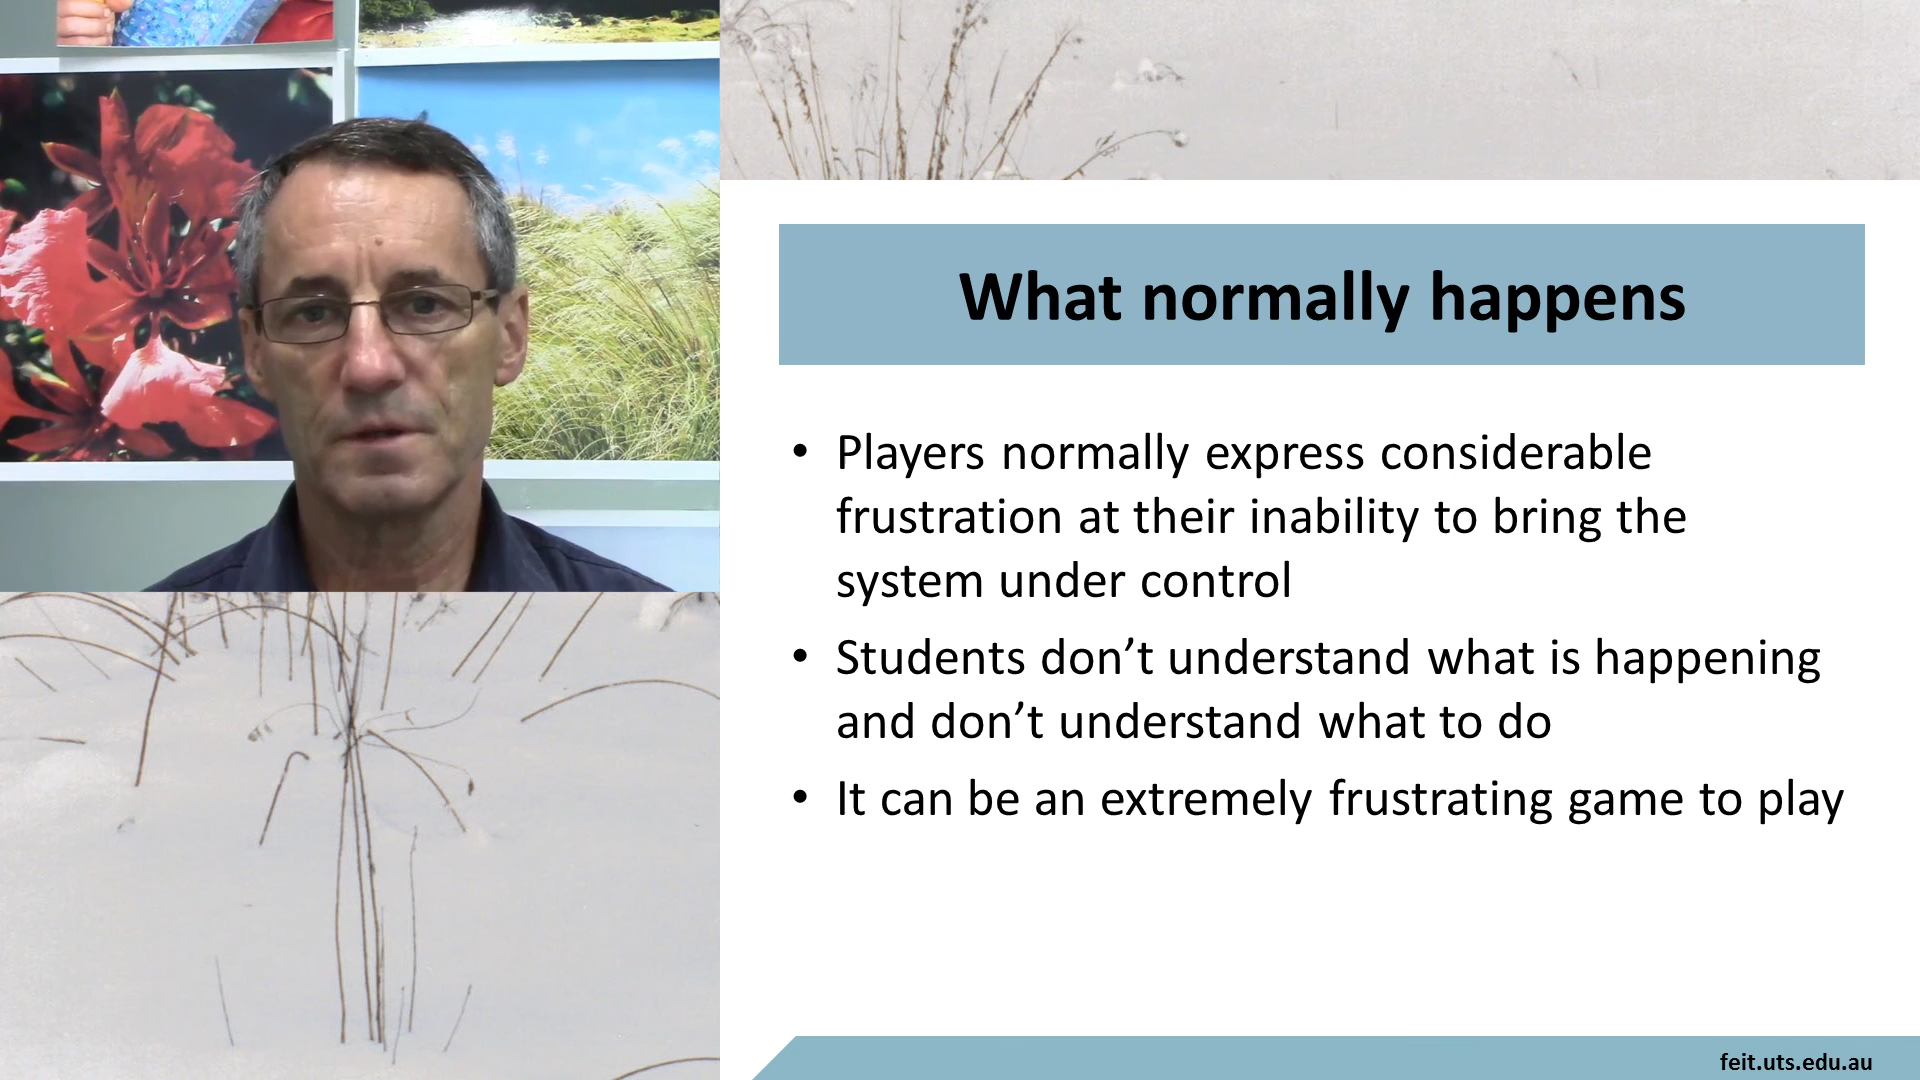 What normally happens
• Players normally express considerable
frustration at their inability to bring the
system under control
• Students don’t understand what is happening
and don’t understand what to do
• It can be an extremely frustrating game to play
feit.uts.edu.au